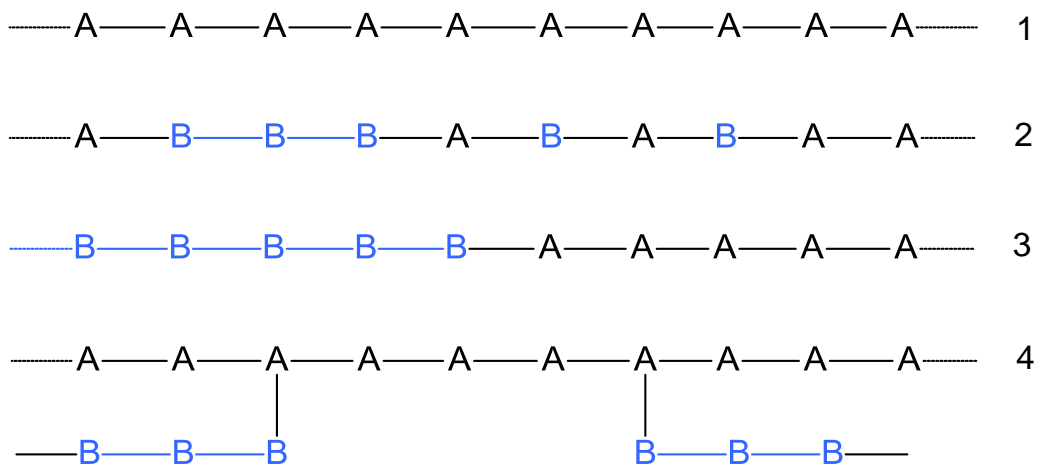 A A A A A A A A A A 1
A B B B A B A B A A 2
B B B B B A A A A A 3
A A A A A A A A A A 4
B B B B B B